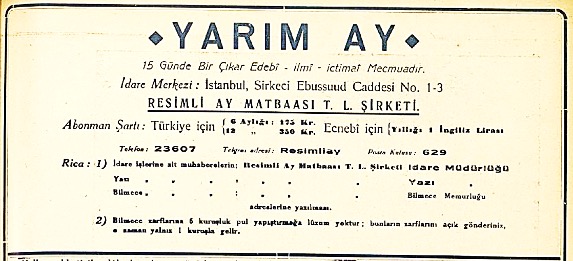 YARIM AY
15 Günde Bir Çıkar Edebî - ilmî - ictimaî Mecmuadır.
İdare Merkezi : İstanbul, Sirkeci Ebussuud Caddesi No. 1-3
RESİMLİ AY MATBAASI T. L. ŞİRKETİ.
Abonman Şartı: Türkiye için { 6 Aylığı: 175 Kr. Ecnebî için { Yıllığı 1 İngiliz Lirası
12 „ 350 Kr.
Telefon: 23607 Telgraf adresi: Resimliay Posta Kutusu: 629
Rica : 1) İdare işlerine ait muhaberelerin; Resimli Ay Matbaası T. L. Şirketi İdare Müdürlüğü
Yazı „ „ „ „ „ Yazı „
Bilmece „ „ „ „ „ Bilmece Memurluğu
adreslerine yazılması.
2) Bilmece zarflarına 6 kuruşluk pul yapıştırmağa lüzum yoktur; bunların zarflarını açık gönderiniz,
o zaman yalnız 1 kuruşla gelir.